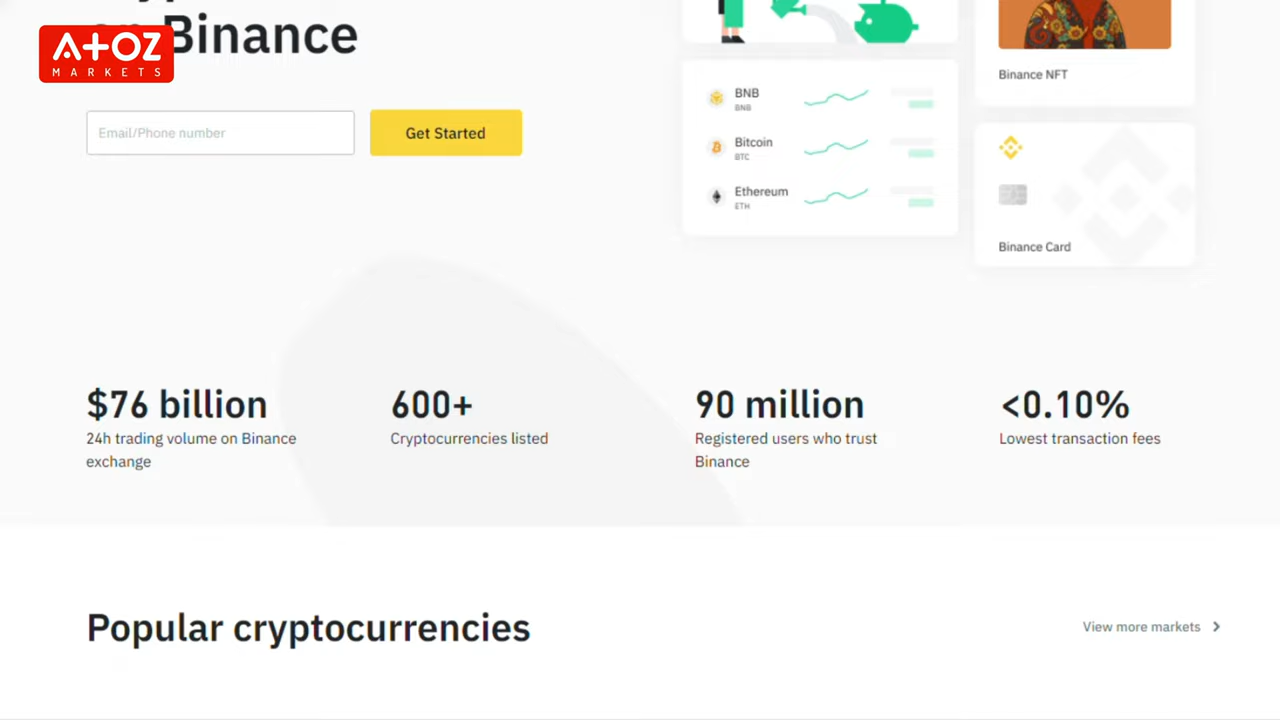 A+OZ
MARKETS
Binance
Email/Phone number
Get Started
BNB
BNB
Bitcoin
BTC
Ethereum
ETH
Binance NFT
Binance Card
$76 billion
24h trading volume on Binance
exchange
600+
Cryptocurrencies listed
90 million
Registered users who trust
Binance
<0.10%
Lowest transaction fees
Popular cryptocurrencies
View more markets